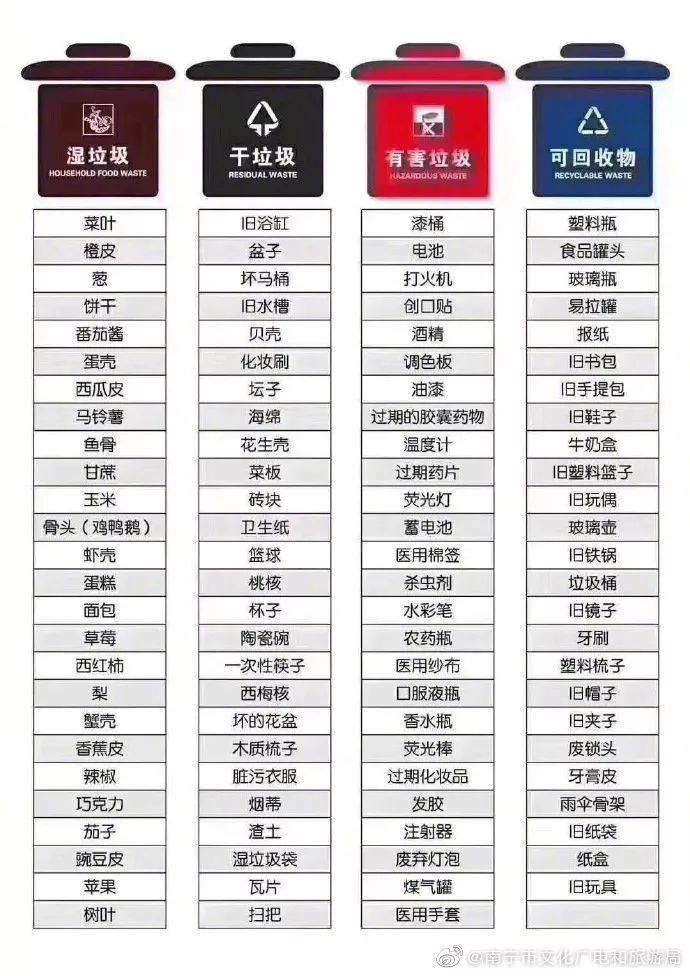 湿垃圾 干垃圾 有害垃圾 可回收物
HOUSEHOLD FOOD WASTE RESIDUAL WASTE HAZARDOUS WASTE RECYCLABLE WASTE
菜叶 旧浴缸 漆桶 塑料瓶
橙皮 盆子 电池 食品罐头
葱 坏马桶 打火机 玻璃瓶
饼干 旧水槽 创口贴 易拉罐
番茄酱 贝壳 酒精 报纸
蛋壳 化妆刷 调色板 旧书包
西瓜皮 坛子 油漆 旧手提包
马铃薯 海绵 过期的胶囊药物 旧鞋子
鱼骨 花生壳 温度计 牛奶盒
甘蔗 菜板 过期药片 旧塑料篮子
玉米 砖块 荧光灯 旧玩偶
骨头（鸡鸭鹅） 卫生纸 蓄电池 玻璃壶
虾壳 篮球 医用棉签 旧铁锅
蛋糕 桃核 杀虫剂 垃圾桶
面包 杯子 水彩笔 旧镜子
草莓 陶瓷碗 农药瓶 牙刷
西红柿 一次性筷子 医用纱布 塑料梳子
梨 西梅核 口服液瓶 旧帽子
蟹壳 坏的花盆 香水瓶 旧夹子
香蕉皮 木质梳子 荧光棒 废锁头
辣椒 脏污衣服 过期化妆品 牙膏皮
巧克力 烟蒂 发胶 雨伞骨架
茄子 渣土 注射器 旧纸袋
豌豆皮 湿垃圾袋 废弃灯泡 纸盒
苹果 瓦片 煤气罐 旧玩具
树叶 扫把 医用手套
@南宁市文化广电和旅游局